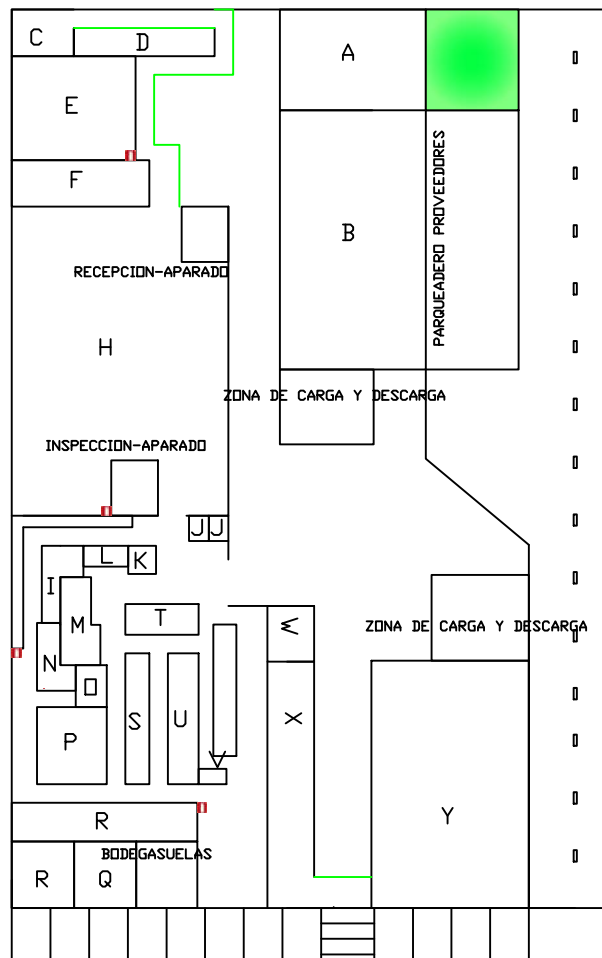 C
D
A
E
F
PARQUEADERO PROVEEDORES
B
RECEPCION-APARADO
H
ZONA DE CARGA Y DESCARGA
INSPECCION-APARADO
J J
L K
I
M
T
W
ZONA DE CARGA Y DESCARGA
N
O
S
U
X
P
V
R
Y
BODEGASUELAS
R
Q